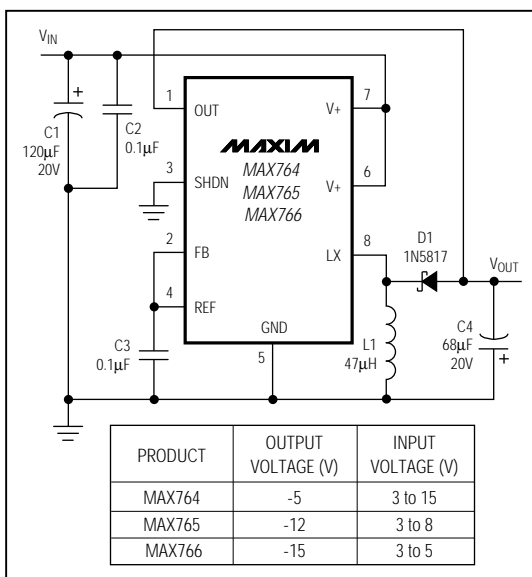 VIN
1
OUT
V+
7
C1
120μF
20V
C2
0.1μF
MAXIM
MAX764
MAX765
MAX766
3
SHDN
V+
6
2
FB
LX
8
D1
1N5817
VOUT
4
REF
C3
0.1μF
GND
5
L1
47μH
C4
68μF
20V
+
+
PRODUCT
OUTPUT VOLTAGE (V)
INPUT VOLTAGE (V)
MAX764 -5 3 to 15
MAX765 -12 3 to 8
MAX766 -15 3 to 5